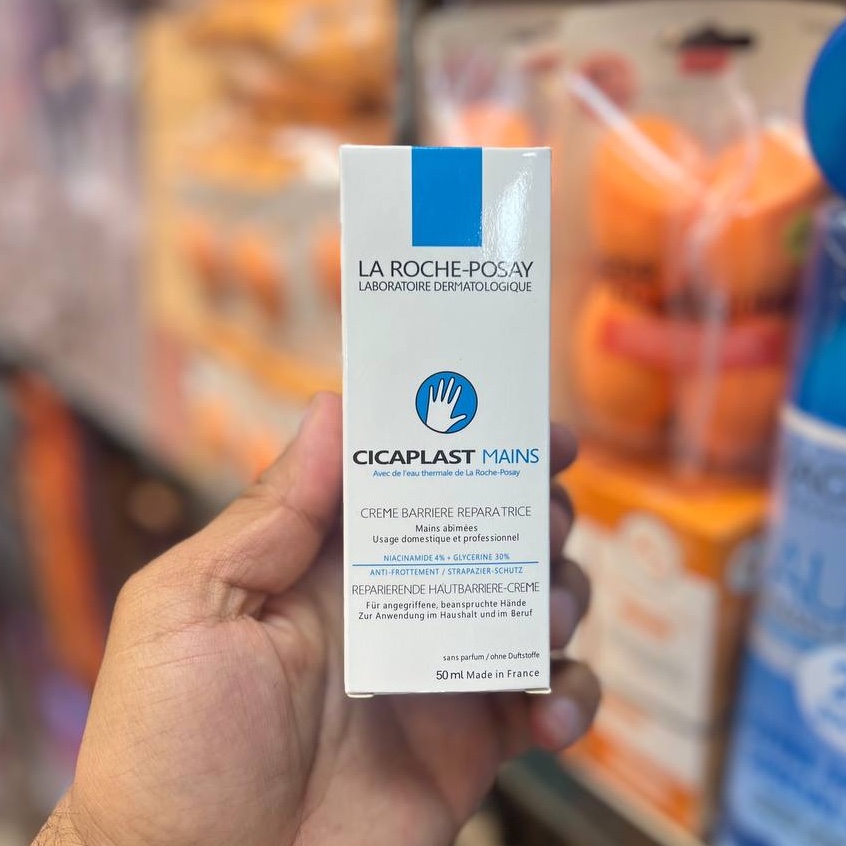 LA ROCHE-POSAY
LABORATOIRE DERMATOLOGIQUE
CICAPLAST MAINS
Avec de l'eau thermale de La Roche-Posay
CREME BARRIERE REPARATRICE
Mains abîmées
Usage domestique et professionnel
NIACINAMIDE 4% + GLYCERINE 30%
ANTI-FROTTEMENT / STRAPAZIER-SCHUTZ
REPARIERENDE HAUTBARRIERE-CREME
Für angegriffene, beanspruchte Hände
Zur Anwendung im Haushalt und im Beruf
sans parfum / ohne Duftstoffe
50 ml Made in France